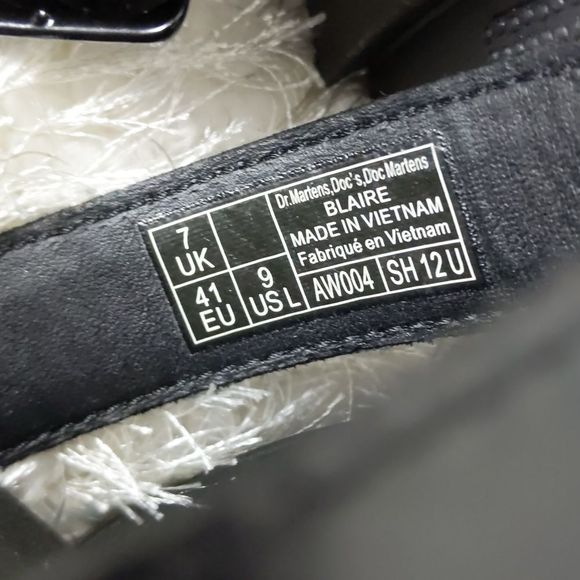 Dr.Martens,Doc's,Doc Martens
BLAIRE
MADE IN VIETNAM
Fabriqué en Vietnam
7
UK
41
EU
9
US L
AW004
SH 12 U